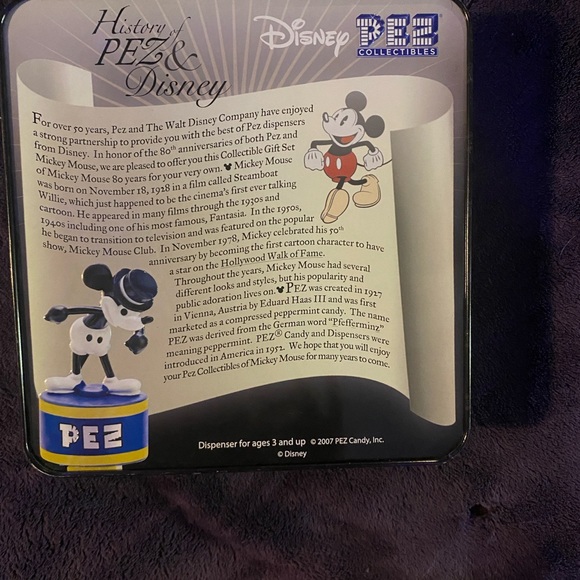 History of
PEZ &
Disney
Disney PEZ
COLLECTIBLES
For over 50 years, Pez and The Walt Disney Company have enjoyed
a strong partnership to provide you with the best of Pez dispensers
from Disney. In honor of the 80th anniversaries of both Pez and
Mickey Mouse, we are pleased to offer you this Collectible Gift Set
of Mickey Mouse 80 years for your very own. Mickey Mouse
was born on November 18, 1928 in a film called Steamboat
Willie, which just happened to be the cinema's first ever talking
cartoon. He appeared in many films through the 1930s and
1940s including one of his most famous, Fantasia. In the 1950s,
he began to transition to television and was featured on the popular
show, Mickey Mouse Club. In November 1978, Mickey celebrated his 50th
anniversary by becoming the first cartoon character to have
a star on the Hollywood Walk of Fame.
Throughout the years, Mickey Mouse had several
different looks and styles, but his popularity and
public adoration lives on. PEZ was created in 1927
in Vienna, Austria by Eduard Haas III and was first
marketed as a compressed peppermint candy. The name
PEZ was derived from the German word "Pfefferminz"
meaning peppermint. PEZ® Candy and Dispensers were
introduced in America in 1952. We hope that you will enjoy
your Pez Collectibles of Mickey Mouse for many years to come.
PEZ
Dispenser for ages 3 and up © 2007 PEZ Candy, Inc.
© Disney